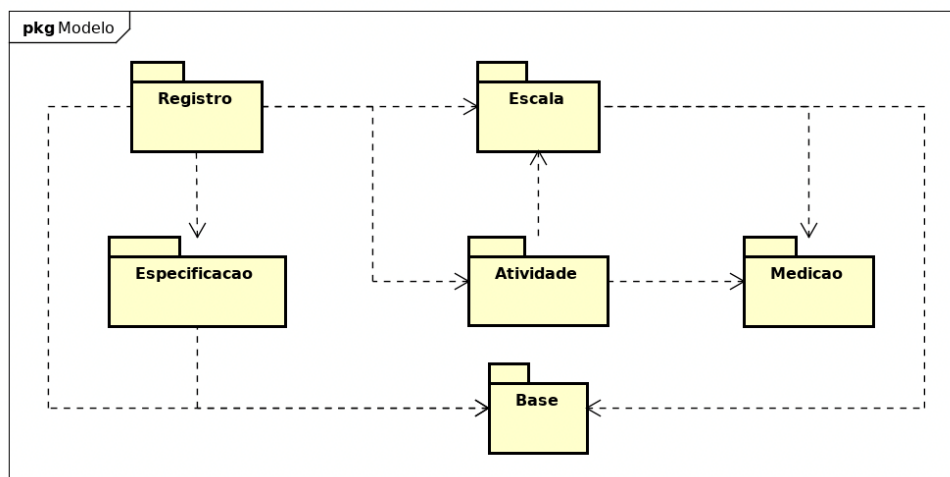 pkg Modelo
Registro
Escala
Especificacao
Atividade
Medicao
Base